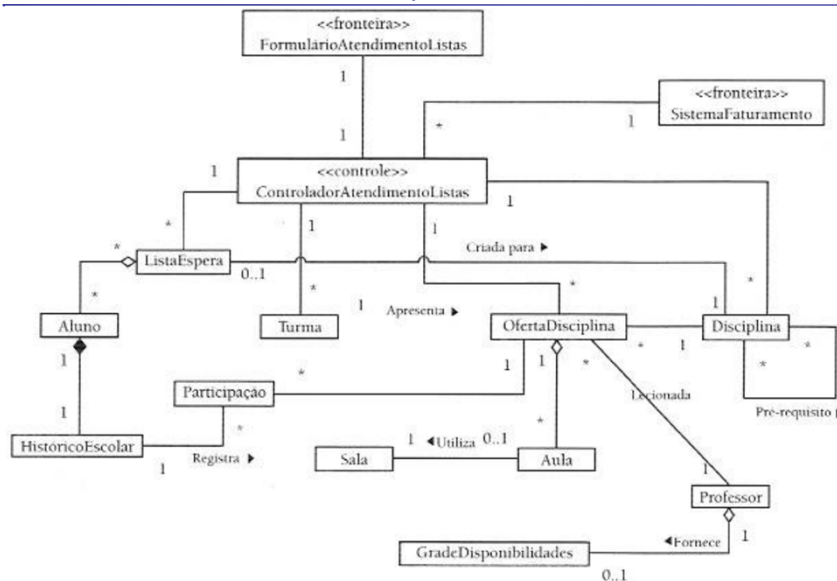 <<fronteira>>
FormulárioAtendimentoListas
1
<<fronteira>>
SistemaFaturamento
1
*
1
1
<<controle>>
ControladorAtendimentoListas
1
1
1
*
*
ListaEspera
0..1
Criada para ▶
*
*
*
*
1
1
Apresenta ▶
Aluno
Turma
OfertaDisciplina
Disciplina
1
*
1
1
1
*
*
*
*
Participação
Lecionada
1
*
*
Pré-requisito
HistóricoEscolar
1
Registra ▶
Sala
1
◀Utiliza
0..1
Aula
1
Professor
GradeDisponibilidades
◀Fornece
1
0..1